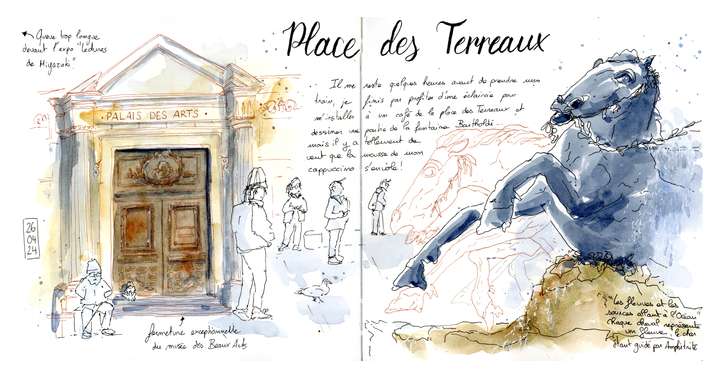 Place des Terreaux
Queue trop longue
devant l'expo "Lectures
de Miyazaki"
PALAIS DES ARTS
26
04
24
fermeture exceptionnelle
du musée des Beaux Arts
Il me reste quelques heures avant de prendre mon
train, je finis par profiter d'une éclaircie pour
m'installer à un café de la place des Terreaux et
dessiner une partie de la fontaine Bartholdi
mais il y a tellement de
vent que la mousse de mon
cappuccino s'envole!
"les fleuves et les
sources allant à l'Océan"
chaque cheval représente
un fleuve, le char
étant guidé par Amphitrite